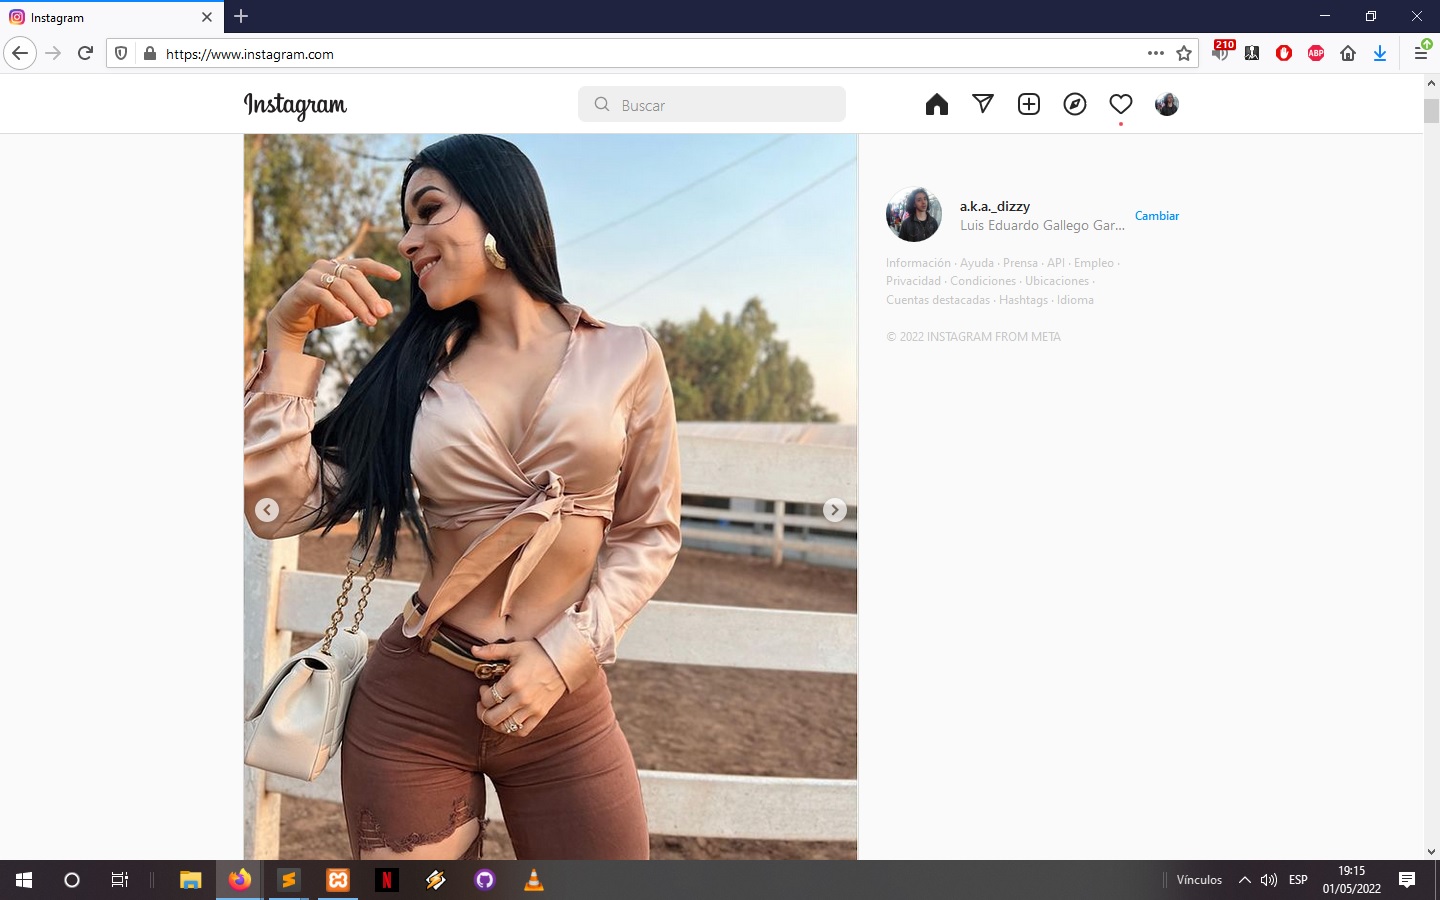 Instagram
https://www.instagram.com
210
ABP
Instagram
Buscar
a.k.a._dizzy
Luis Eduardo Gallego Gar...
Cambiar
Información · Ayuda · Prensa · API · Empleo ·
Privacidad · Condiciones · Ubicaciones ·
Cuentas destacadas · Hashtags · Idioma
© 2022 INSTAGRAM FROM META
Vínculos
ESP
19:15
01/05/2022